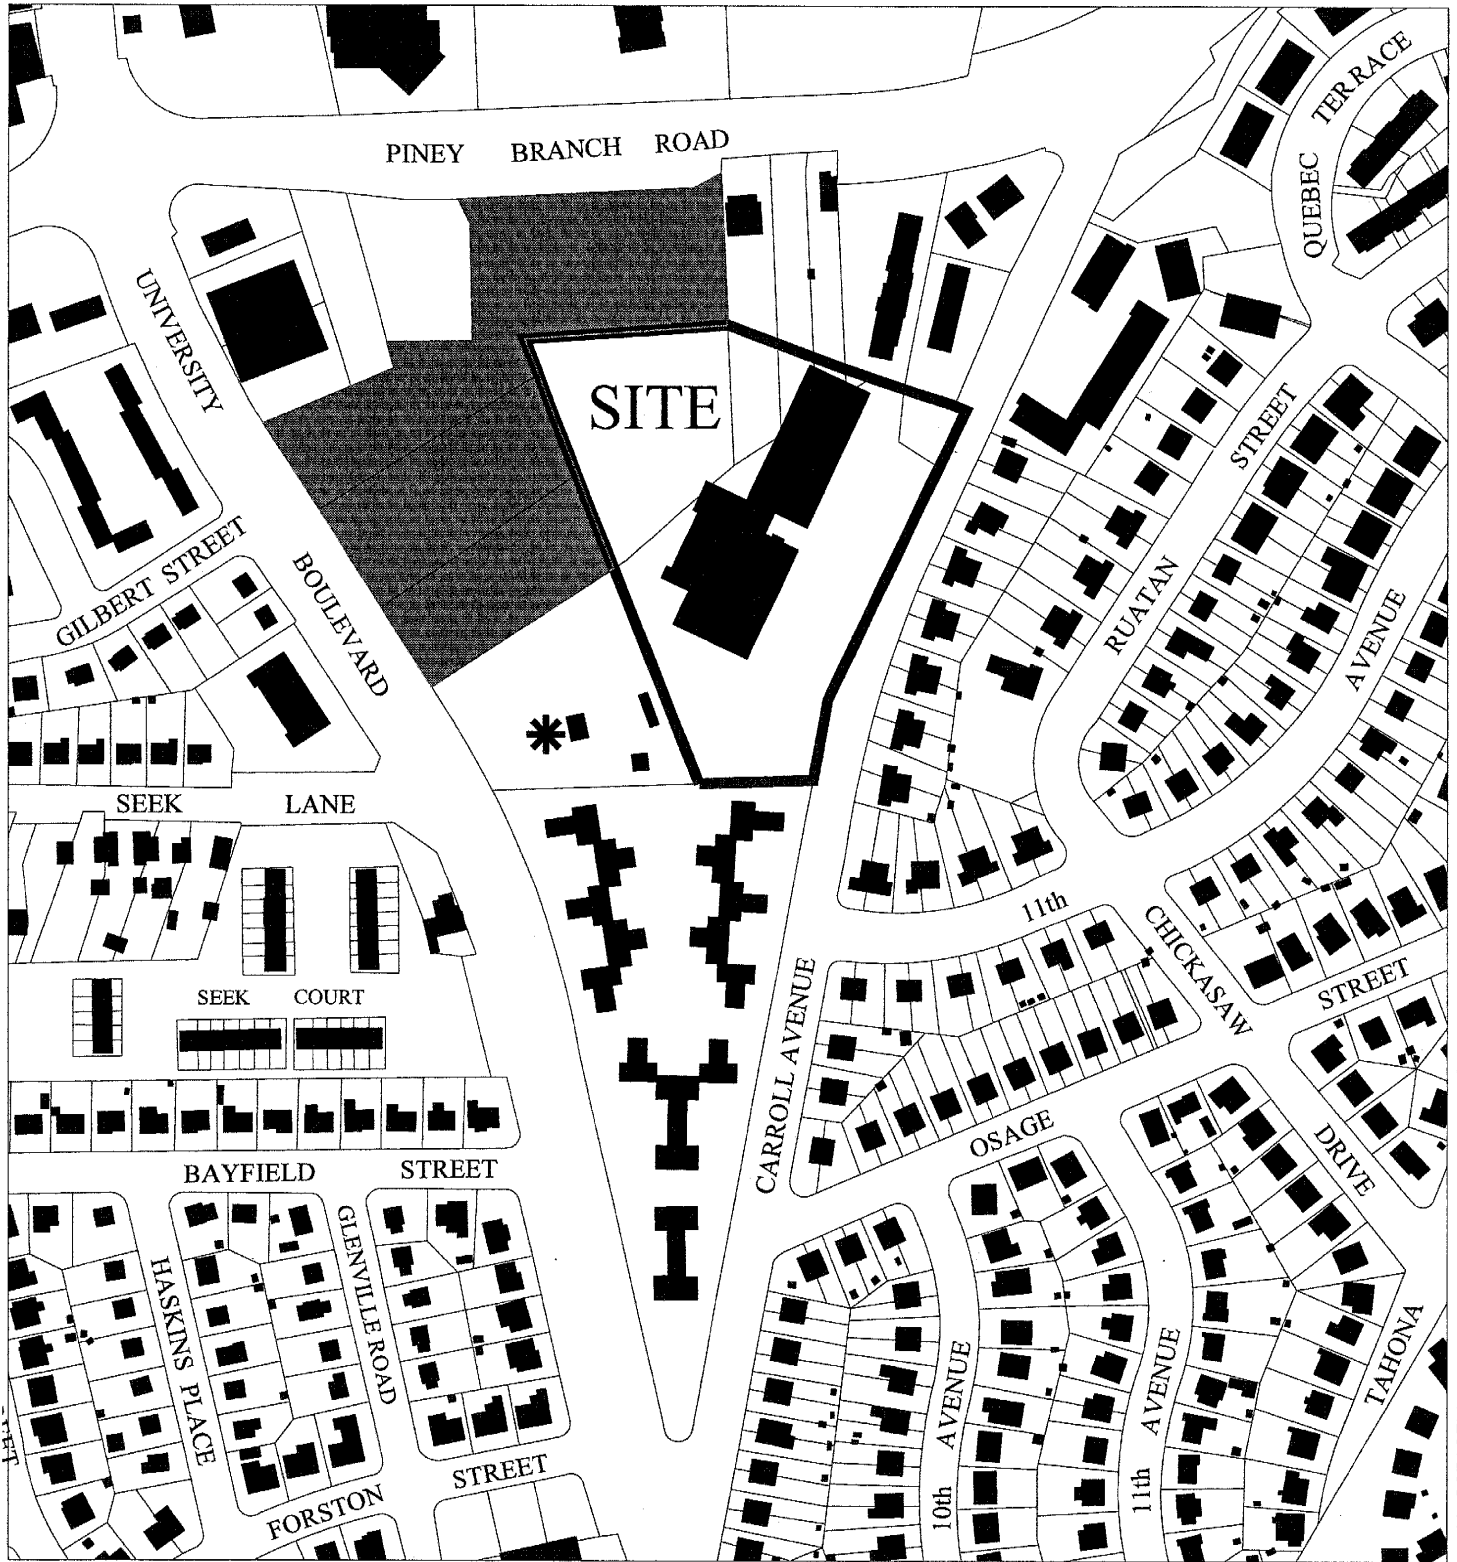 PINEY BRANCH ROAD
TERRACE
QUEBEC
UNIVERSITY
BOULEVARD
SITE
STREET
RUATAN
GILBERT STREET
AVENUE
SEEK LANE
11th
CHICKASAW
STREET
SEEK COURT
CARROLL AVENUE
OSAGE
DRIVE
BAYFIELD STREET
GLENVILLE ROAD
HASKINS PLACE
TAHONA
AVENUE
10th
AVENUE
11th
STREET
FORSTON